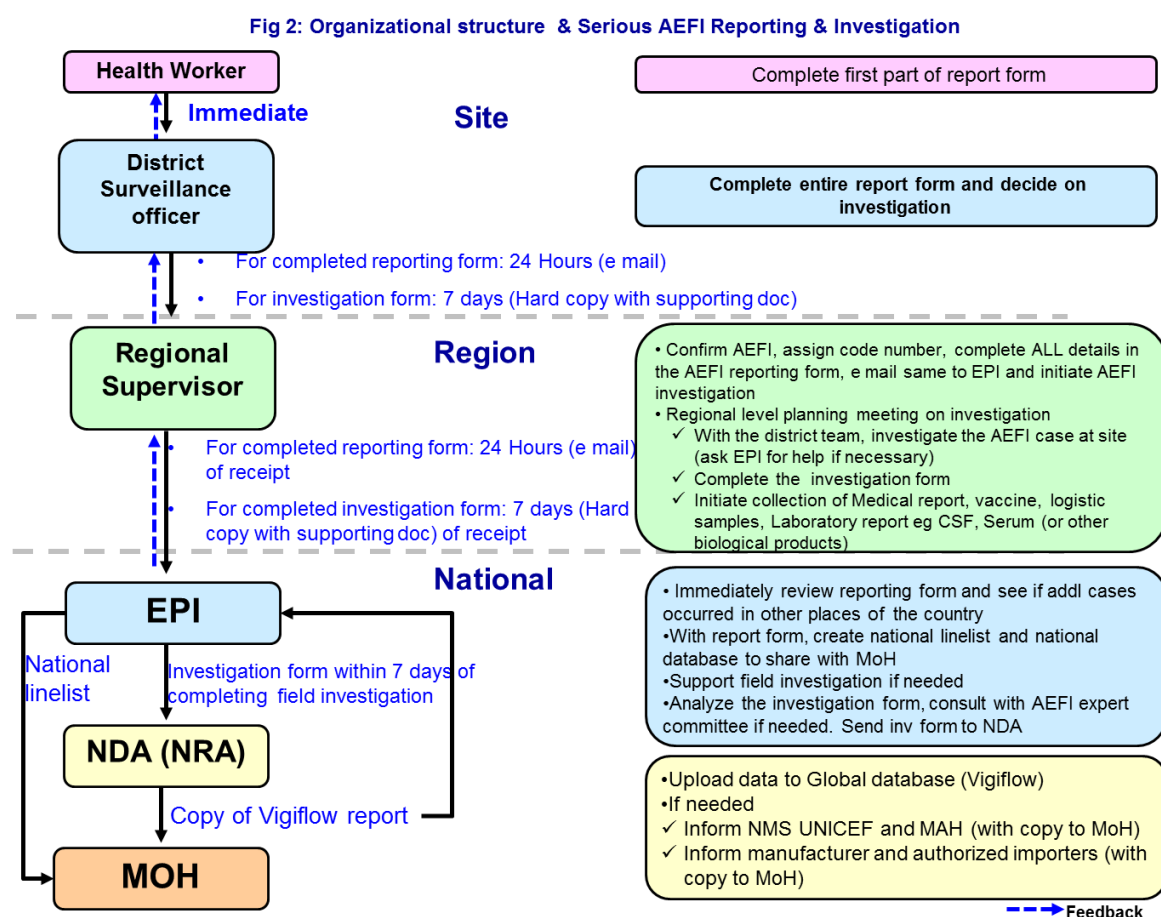 Fig 2: Organizational structure & Serious AEFI Reporting & Investigation
Health Worker
Complete first part of report form
Immediate
Site
District
Surveillance
officer
Complete entire report form and decide on
investigation
• For completed reporting form: 24 Hours (e mail)
• For investigation form: 7 days (Hard copy with supporting doc)
Regional
Supervisor
Region
• Confirm AEFI, assign code number, complete ALL details in
the AEFI reporting form, e mail same to EPI and initiate AEFI
investigation
• Regional level planning meeting on investigation
✓ With the district team, investigate the AEFI case at site
(ask EPI for help if necessary)
✓ Complete the investigation form
✓ Initiate collection of Medical report, vaccine, logistic
samples, Laboratory report eg CSF, Serum (or other
biological products)
• For completed reporting form: 24 Hours (e mail)
of receipt
• For completed investigation form: 7 days (Hard
copy with supporting doc) of receipt
National
EPI
• Immediately review reporting form and see if addl cases
occurred in other places of the country
•With report form, create national linelist and national
database to share with MoH
•Support field investigation if needed
•Analyze the investigation form, consult with AEFI expert
committee if needed. Send inv form to NDA
National
linelist
Investigation form within 7 days of
completing field investigation
NDA (NRA)
Copy of Vigiflow report
MOH
•Upload data to Global database (Vigiflow)
•If needed
✓ Inform NMS UNICEF and MAH (with copy to MoH)
✓ Inform manufacturer and authorized importers (with
copy to MoH)
Feedback